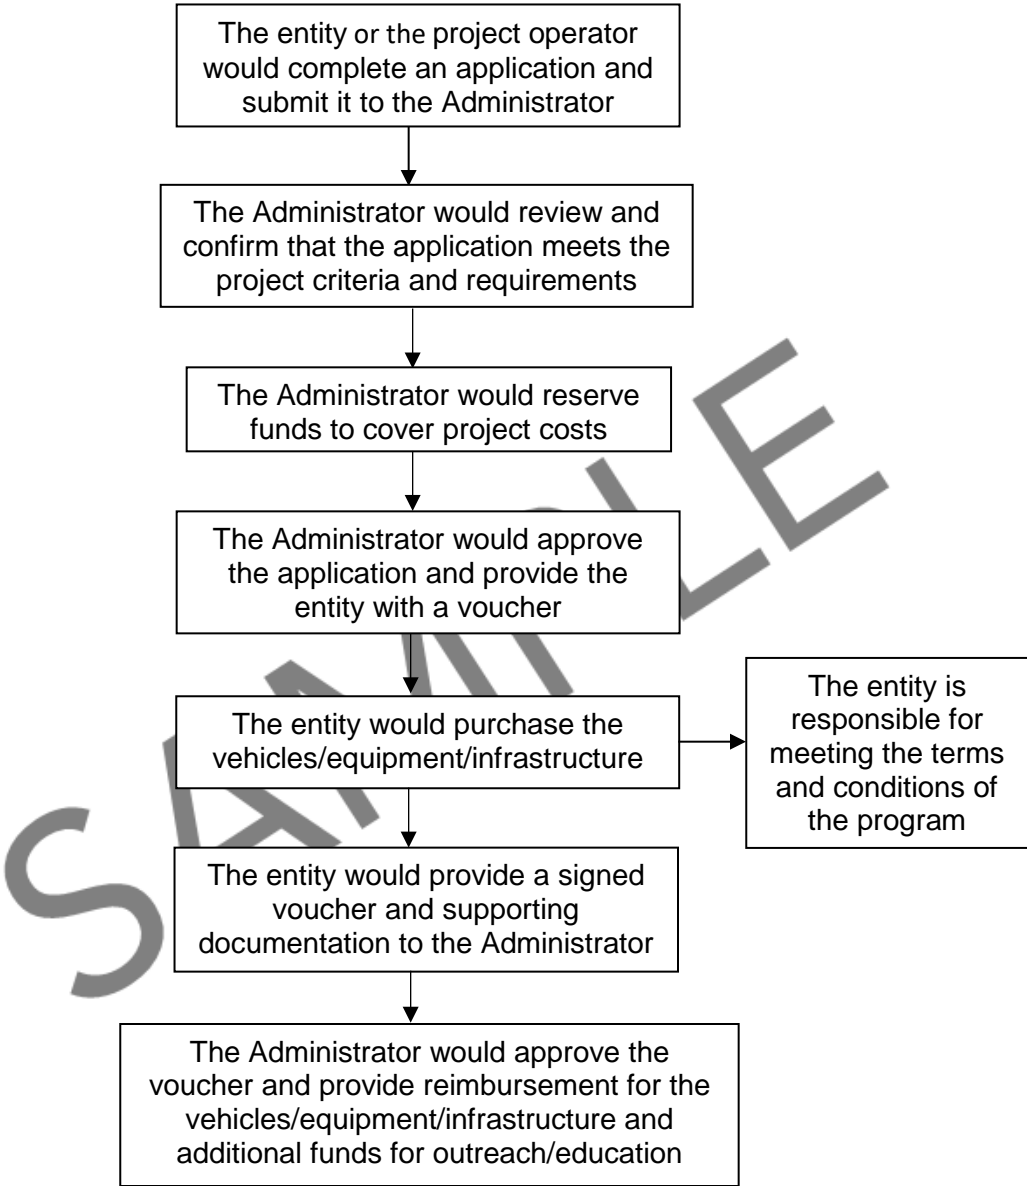 The entity or the project operator
would complete an application and
submit it to the Administrator
The Administrator would review and
confirm that the application meets the
project criteria and requirements
The Administrator would reserve
funds to cover project costs
The Administrator would approve
the application and provide the
entity with a voucher
The entity would purchase the
vehicles/equipment/infrastructure
The entity is
responsible for
meeting the terms
and conditions of
the program
The entity would provide a signed
voucher and supporting
documentation to the Administrator
The Administrator would approve the
voucher and provide reimbursement for the
vehicles/equipment/infrastructure and
additional funds for outreach/education
SAMPLE